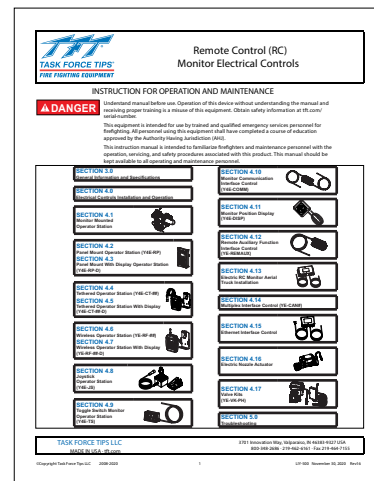 TFT
TASK FORCE TIPS®
FIRE FIGHTING EQUIPMENT
Remote Control (RC)
Monitor Electrical Controls
INSTRUCTION FOR OPERATION AND MAINTENANCE
DANGER
Understand manual before use. Operation of this device without understanding the manual and
receiving proper training is a misuse of this equipment. Obtain safety information at tft.com/
serial-number.
This equipment is intended for use by trained and qualified emergency services personnel for
firefighting. All personnel using this equipment shall have completed a course of education
approved by the Authority Having Jurisdiction (AHJ).
This instruction manual is intended to familiarize firefighters and maintenance personnel with the
operation, servicing, and safety procedures associated with this product. This manual should be
kept available to all operating and maintenance personnel.
SECTION 3.0
General Information and Specifications
SECTION 4.0
Electrical Controls Installation and Operation
SECTION 4.1
Monitor Mounted
Operator Station
SECTION 4.2
Panel Mount Operator Station (Y4E-RP)
SECTION 4.3
Panel Mount With Display Operator Station
(Y4E-RP-D)
SECTION 4.4
Tethered Operator Station (Y4E-CT-##)
SECTION 4.5
Tethered Operator Station With Display
(Y4E-CT-##-D)
SECTION 4.6
Wireless Operator Station (YE-RF-##)
SECTION 4.7
Wireless Operator Station With Display
(YE-RF-##-D)
SECTION 4.8
Joystick
Operator Station
(Y4E-JS)
SECTION 4.9
Toggle Switch Monitor
Operator Station
(Y4E-TS)
SECTION 4.10
Monitor Communication
Interface Control
(Y4E-COMM)
SECTION 4.11
Monitor Position Display
(Y4E-DISP)
SECTION 4.12
Remote Auxiliary Function
Interface Control
(YE-REMAUX)
SECTION 4.13
Electric RC Monitor Aerial
Truck Installation
SECTION 4.14
Multiplex Interface Control (YE-CAN#)
SECTION 4.15
Ethernet Interface Control
SECTION 4.16
Electric Nozzle Actuator
SECTION 4.17
Valve Kits
(YE-VK-PH)
SECTION 5.0
Troubleshooting
TASK FORCE TIPS LLC
MADE IN USA · tft.com
3701 Innovation Way, Valparaiso, IN 46383-9327 USA
800-348-2686 · 219-462-6161 · Fax 219-464-7155
©Copyright Task Force Tips LLC 2008-2020
1
LIY-500 November 30, 2020 Rev16